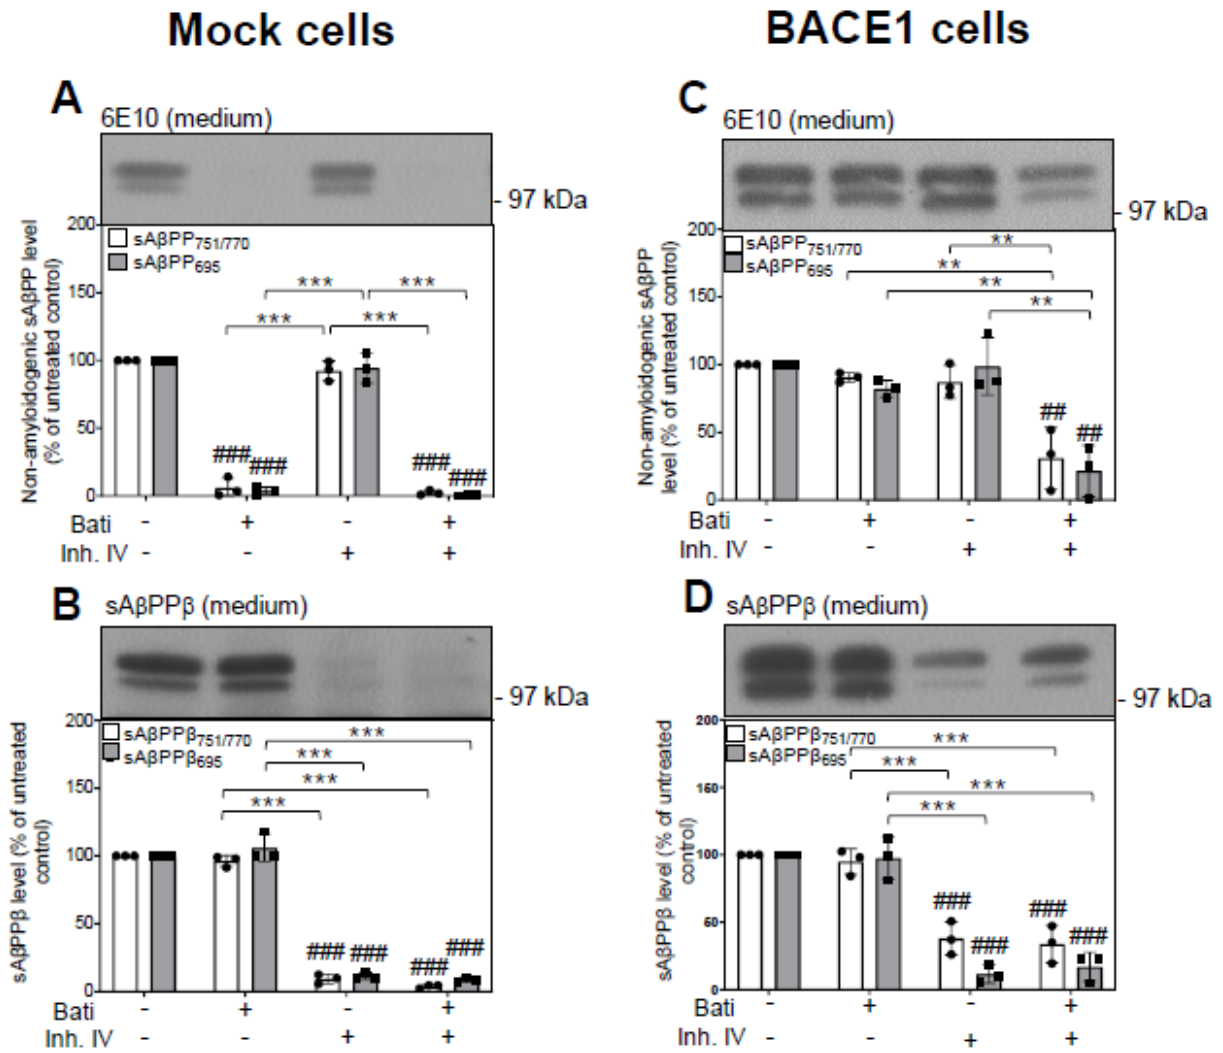 Mock cells
BACE1 cells
A
6E10 (medium)
- 97 kDa
Non-amyloidogenic sAβPP level
(% of untreated control)
200
150
100
50
0
sAβPP751/770
sAβPP695
***
***
***
***
###
###
###
###
Bati - + - +
Inh. IV - - + +
C
6E10 (medium)
- 97 kDa
Non-amyloidogenic sAβPP
level (% of untreated control)
200
150
100
50
0
sAβPP751/770
sAβPP695
**
**
**
**
##
##
Bati - + - +
Inh. IV - - + +
B
sAβPPβ (medium)
- 97 kDa
sAβPPβ level (% of untreated
control)
200
150
100
50
0
sAβPPβ751/770
sAβPPβ695
***
***
***
***
###
###
###
###
Bati - + - +
Inh. IV - - + +
D
sAβPPβ (medium)
- 97 kDa
sAβPPβ level (% of untreated
control)
200
160
100
60
0
sAβPPβ751/770
sAβPPβ695
***
***
***
***
###
###
###
###
Bati - + - +
Inh. IV - - + +